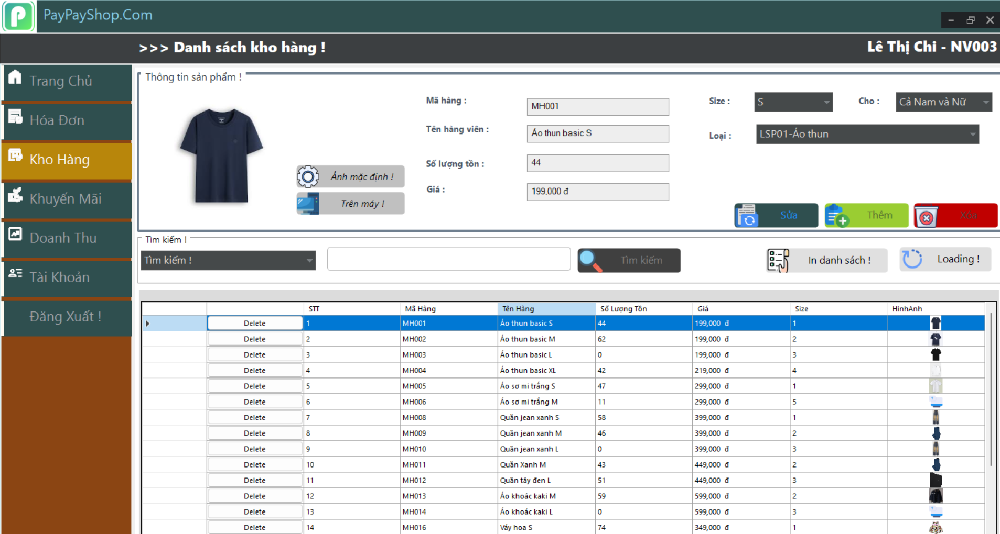 PayPayShop.Com
>>> Danh sách kho hàng !
Lê Thị Chi - NV003
Trang Chủ
Hóa Đơn
Kho Hàng
Khuyến Mãi
Doanh Thu
Tài Khoản
Đăng Xuất !
Thông tin sản phẩm !
Ảnh mặc định !
Trên máy !
Mã hàng : MH001
Tên hàng viên : Áo thun basic S
Số lượng tồn : 44
Giá : 199,000 đ
Size : S Cho : Cả Nam và Nữ
Loại : LSP01-Áo thun
Sửa Thêm Xóa
Tìm kiếm !
Tìm kiếm ! Tìm kiếm In danh sách ! Loading !
STT Mã Hàng Tên Hàng Số Lượng Tồn Giá Size HinhAnh
Delete 1 MH001 Áo thun basic S 44 199,000 đ 1
Delete 2 MH002 Áo thun basic M 62 199,000 đ 2
Delete 3 MH003 Áo thun basic L 0 199,000 đ 3
Delete 4 MH004 Áo thun basic XL 42 219,000 đ 4
Delete 5 MH005 Áo sơ mi trắng S 47 299,000 đ 1
Delete 6 MH006 Áo sơ mi trắng M 11 299,000 đ 5
Delete 7 MH008 Quần jean xanh S 58 399,000 đ 1
Delete 8 MH009 Quần jean xanh M 46 399,000 đ 2
Delete 9 MH010 Quần jean xanh L 0 399,000 đ 3
Delete 10 MH011 Quần Xanh M 43 449,000 đ 2
Delete 11 MH012 Quần tây đen L 51 449,000 đ 3
Delete 12 MH013 Áo khoác kaki M 59 599,000 đ 2
Delete 13 MH014 Áo khoác kaki L 0 599,000 đ 3
Delete 14 MH016 Váy hoa S 74 349,000 đ 1